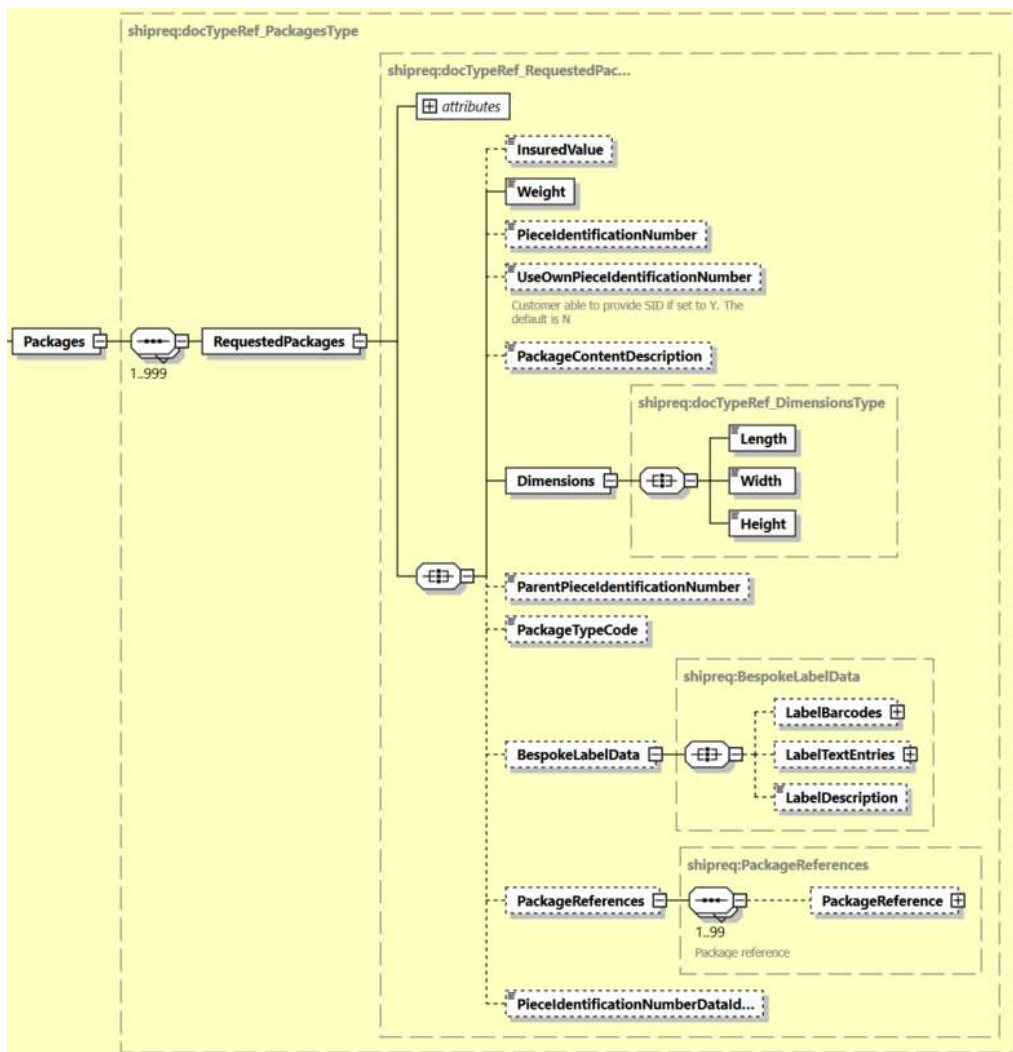 shipreq:docTypeRef_PackagesType
shipreq:docTypeRef_RequestedPac...
attributes
InsuredValue
Weight
PieceIdentificationNumber
UseOwnPieceIdentificationNumber
Customer able to provide SID if set to Y. The
default is N
Packages
1..999
RequestedPackages
PackageContentDescription
shipreq:docTypeRef_DimensionsType
Length
Dimensions
Width
Height
ParentPieceIdentificationNumber
PackageTypeCode
shipreq:BespokeLabelData
LabelBarcodes
BespokeLabelData
LabelTextEntries
LabelDescription
shipreq:PackageReferences
PackageReferences
PackageReference
1..99
Package reference
PieceIdentificationNumberDataId...